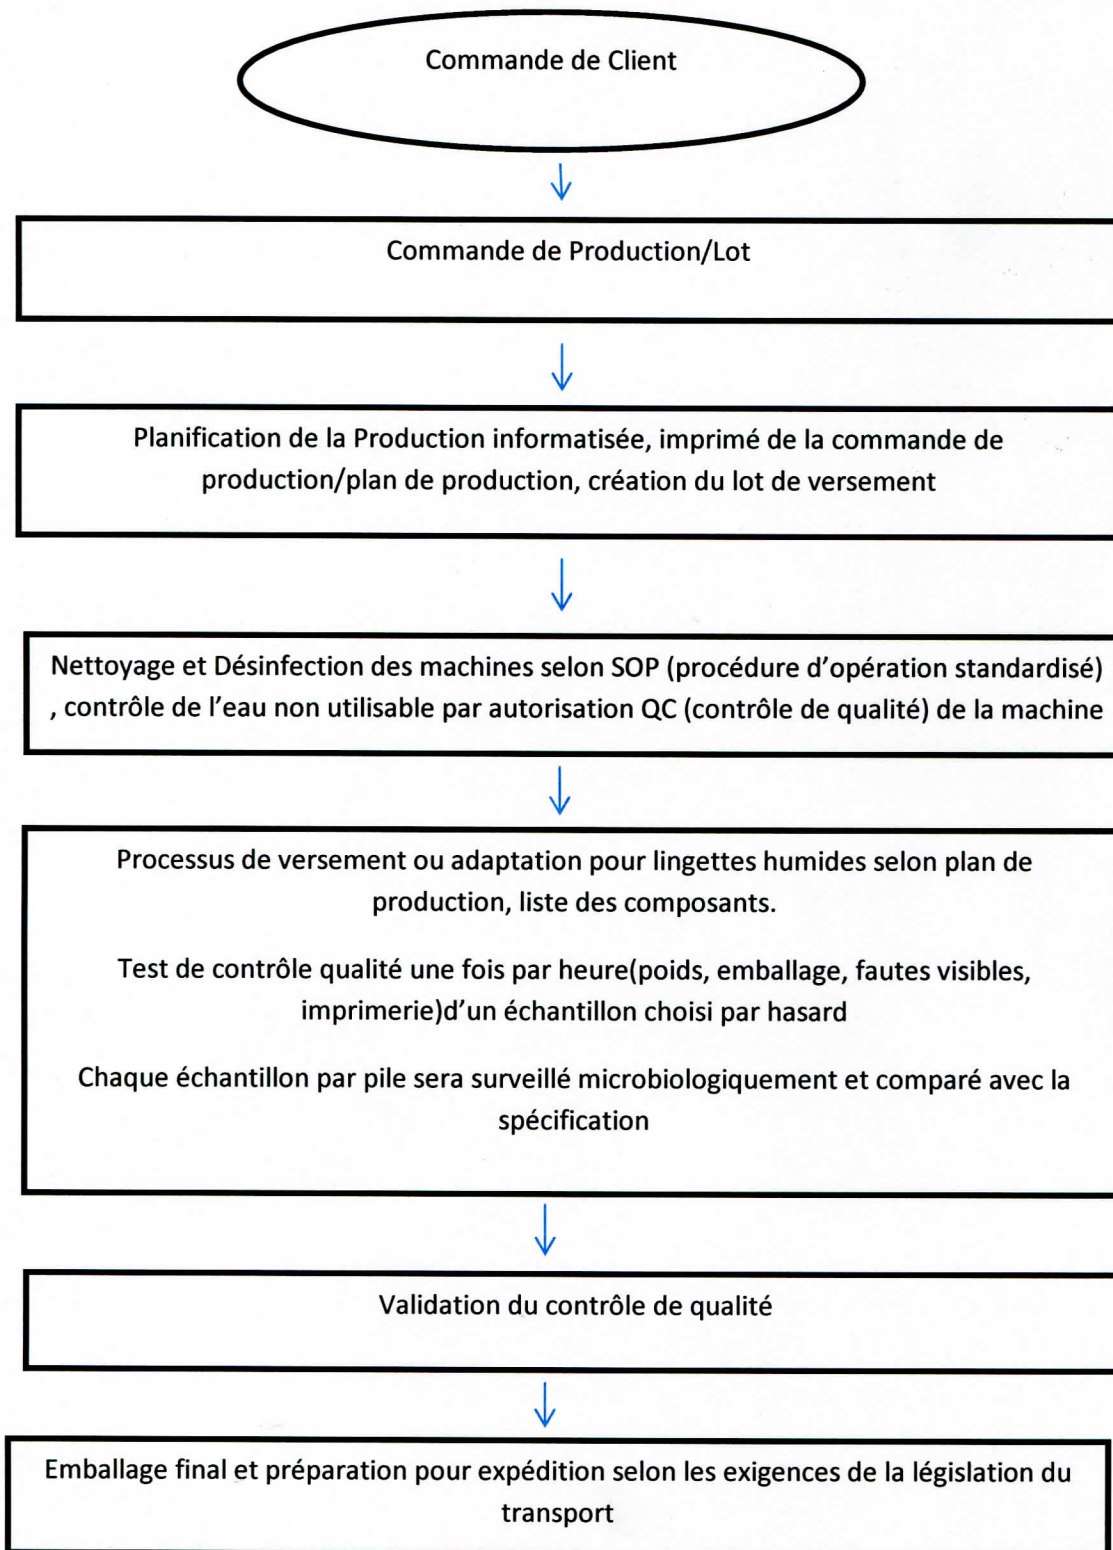 Commande de Client
Commande de Production/Lot
Planification de la Production informatisée, imprimé de la commande de
production/plan de production, création du lot de versement
Nettoyage et Désinfection des machines selon SOP (procédure d'opération standardisé)
, contrôle de l'eau non utilisable par autorisation QC (contrôle de qualité) de la machine
Processus de versement ou adaptation pour lingettes humides selon plan de
production, liste des composants.
Test de contrôle qualité une fois par heure(poids, emballage, fautes visibles,
imprimerie)d'un échantillon choisi par hasard
Chaque échantillon par pile sera surveillé microbiologiquement et comparé avec la
spécification
Validation du contrôle de qualité
Emballage final et préparation pour expédition selon les exigences de la législation du
transport